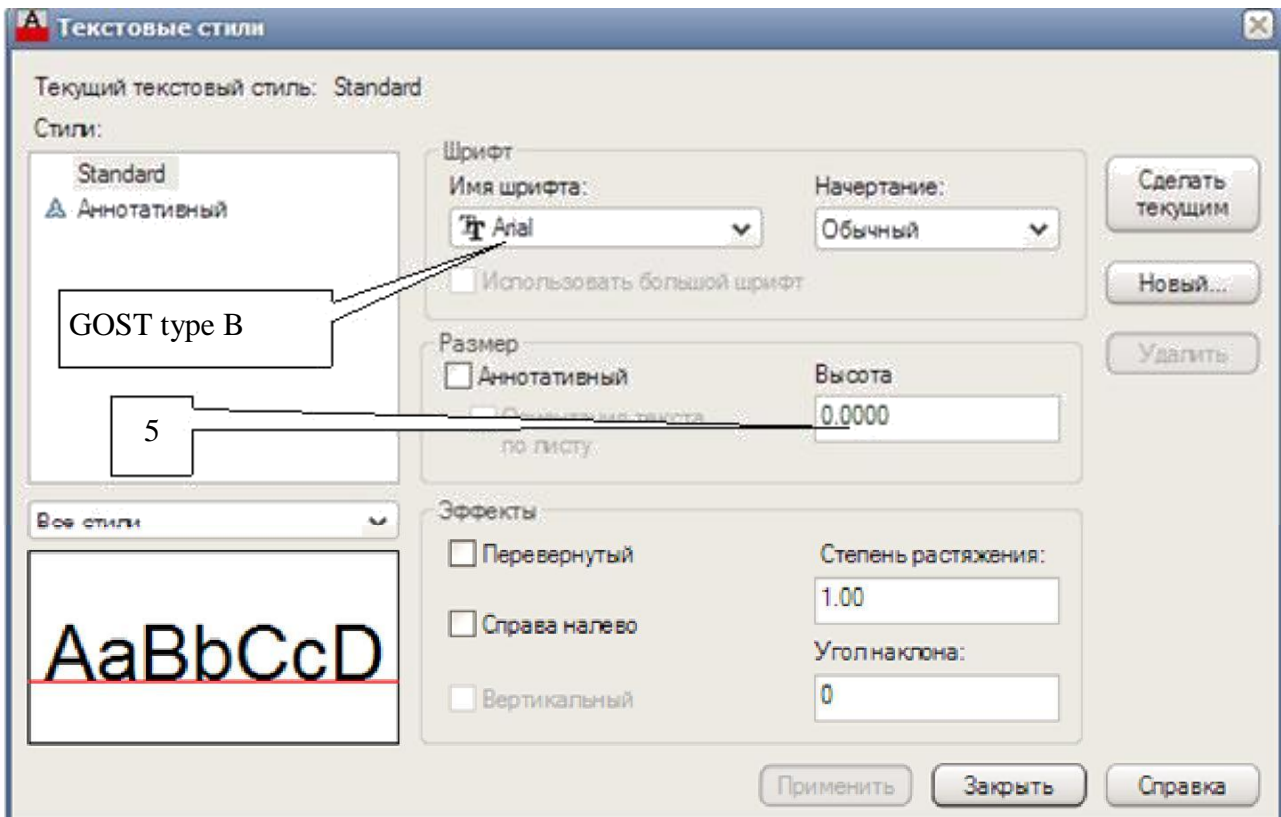 Текстовые стили
Текущий текстовый стиль: Standard
Стили:
Standard
Аннотативный
Шрифт
Имя шрифта:
Arial
Начертание:
Обычный
Использовать большой шрифт
Сделать
текущим
Новый...
Удалить
GOST type B
Размер
Аннотативный
Высота
0.0000
текста
по листу
5
Все стили
AaBbCcD
Эффекты
Перевернутый
Справа налево
Вертикальный
Степень растяжения:
1.00
Угол наклона:
0
Применить
Закрыть
Справка